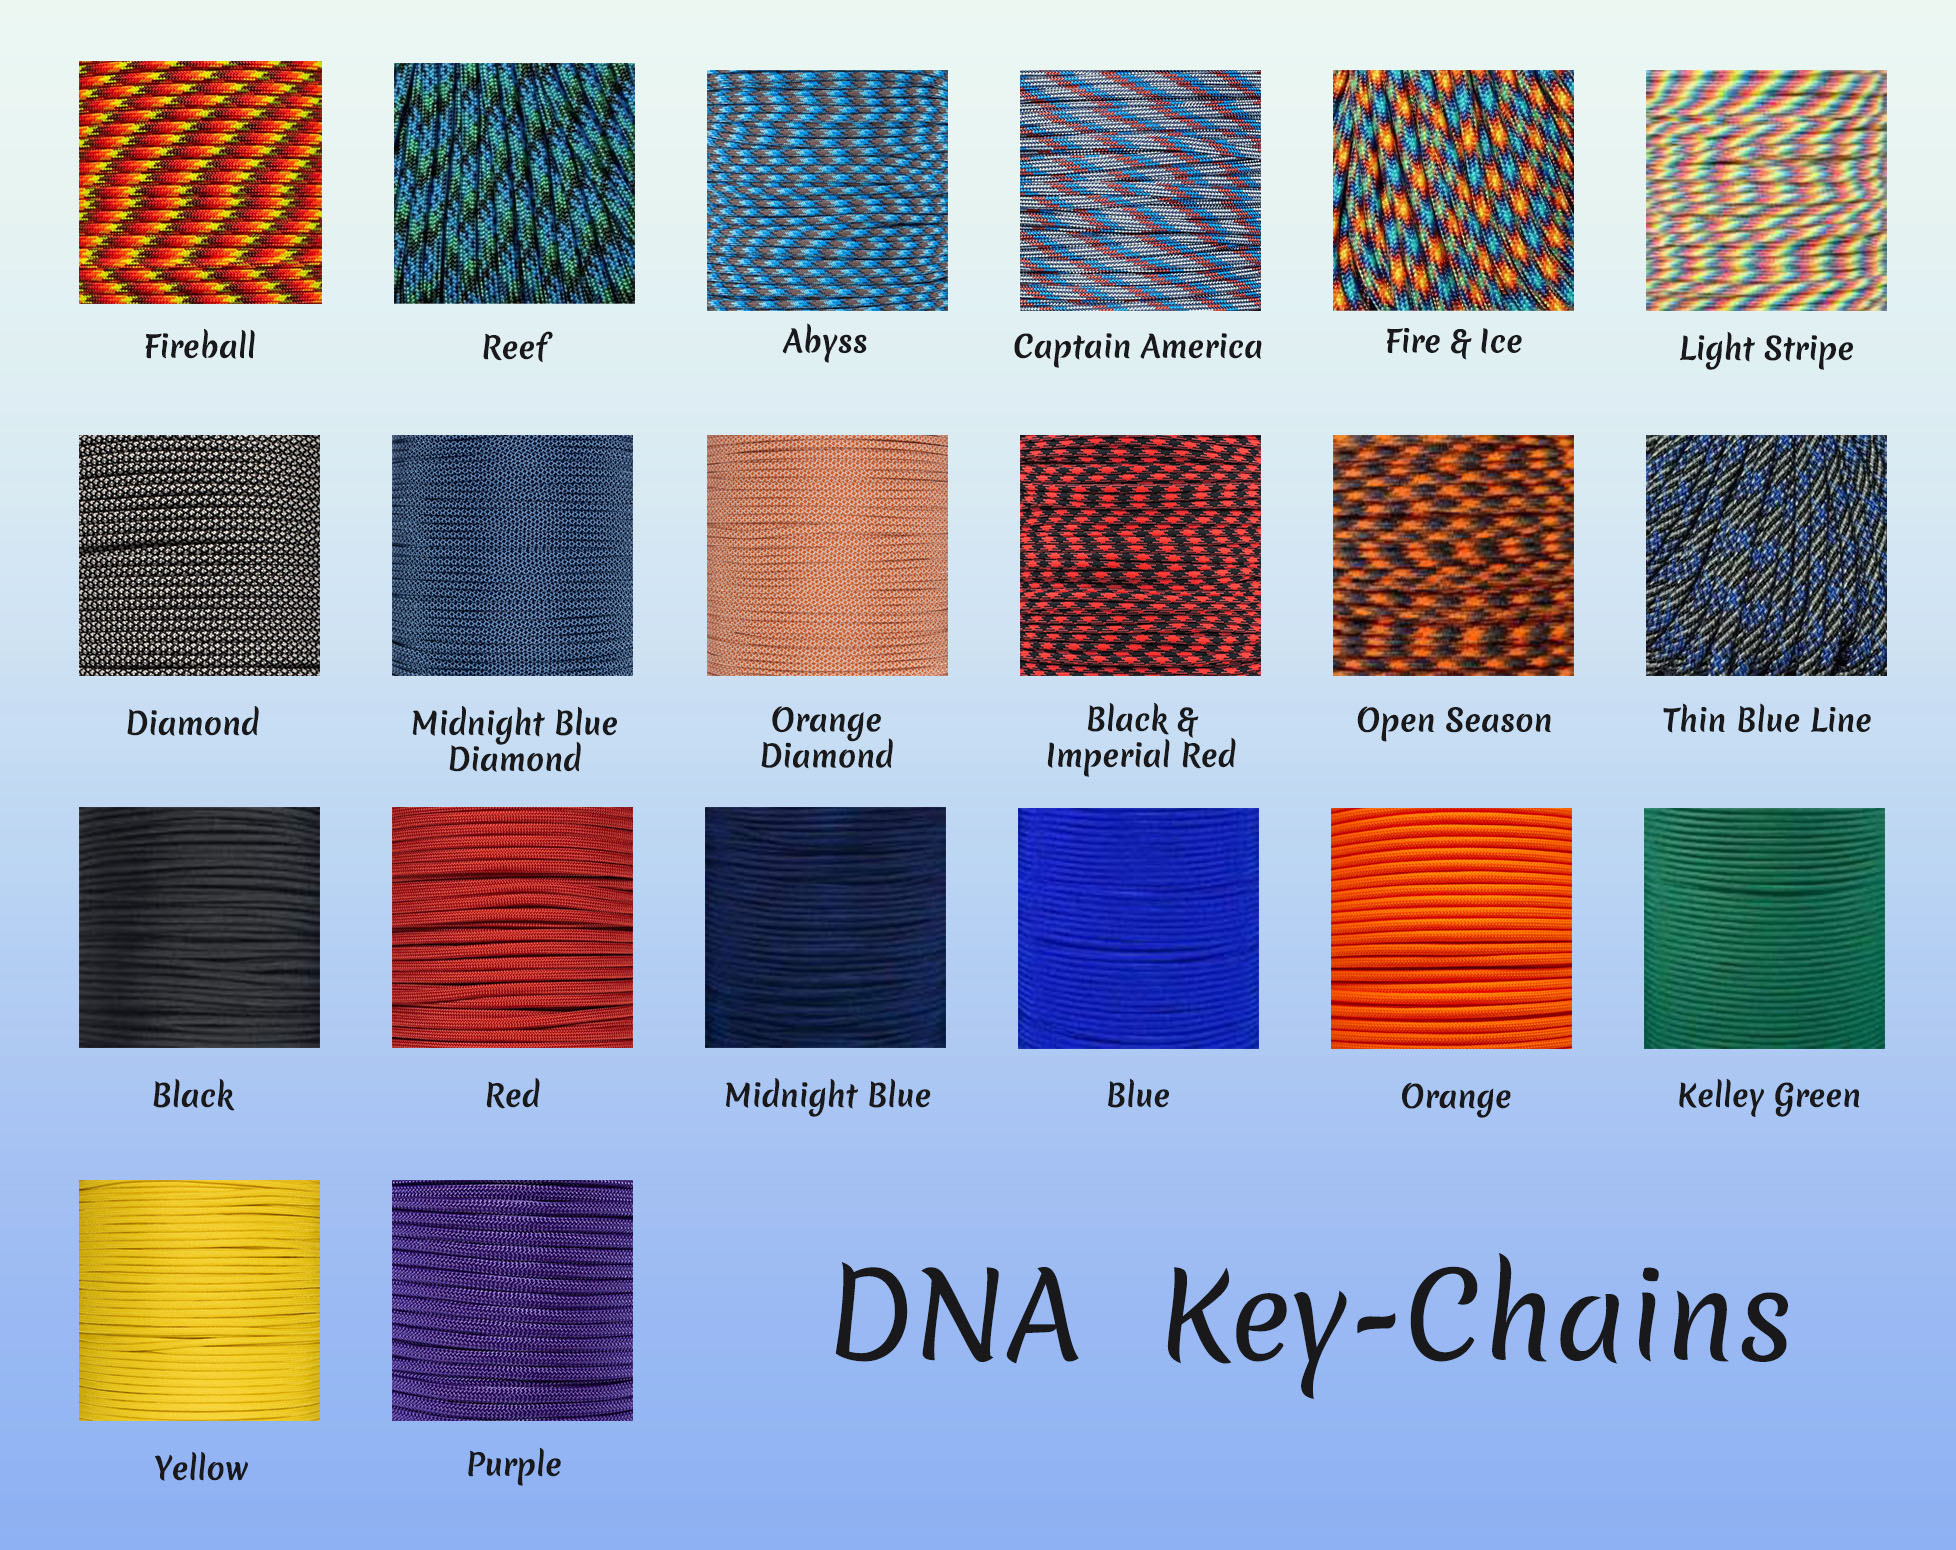 Fireball
Reef
Abyss
Captain America
Fire & Ice
Light Stripe
Diamond
Midnight Blue
Diamond
Orange
Diamond
Black &
Imperial Red
Open Season
Thin Blue Line
Black
Red
Midnight Blue
Blue
Orange
Kelley Green
Yellow
Purple
DNA Key-Chains